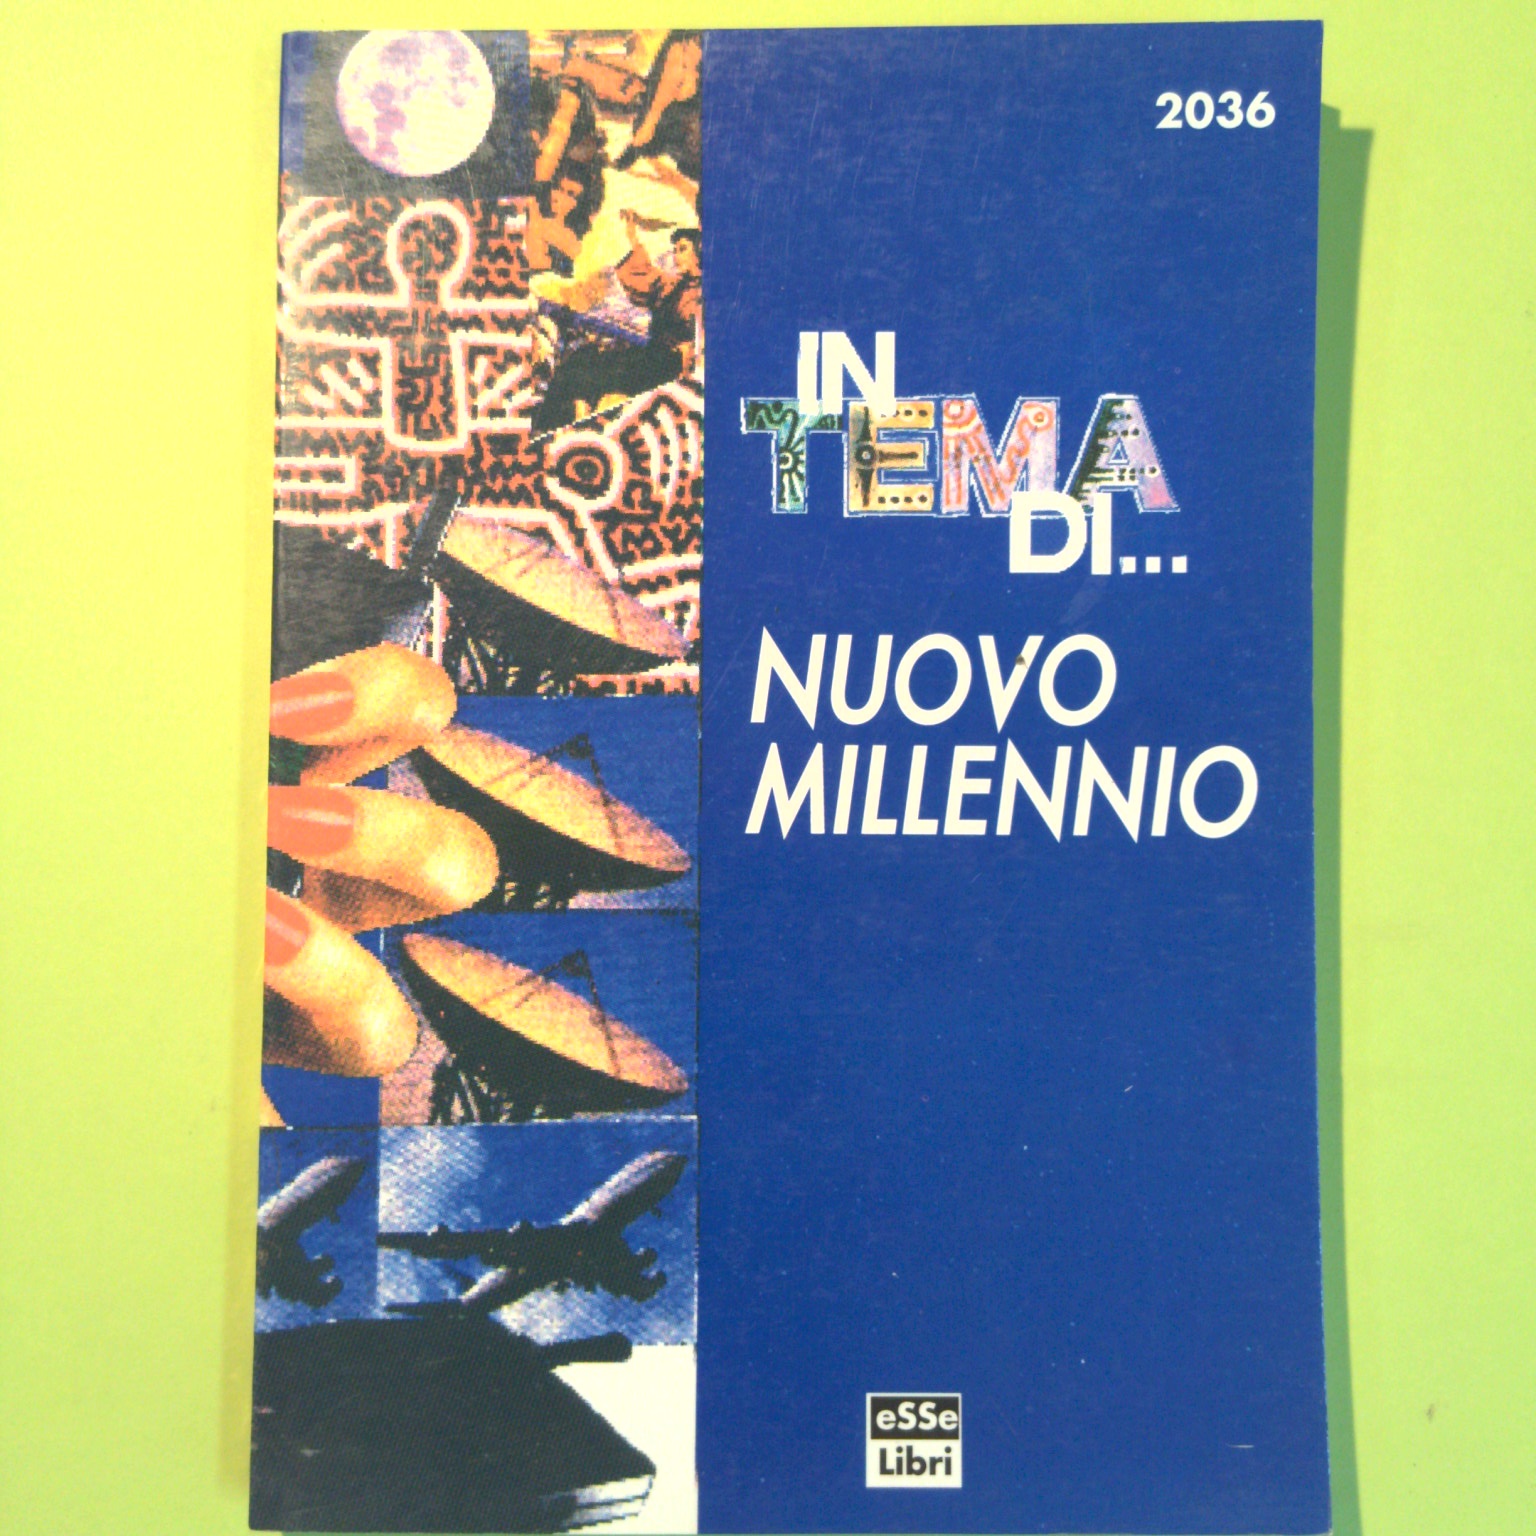 2036
IN
TEMA
DI...
NUOVO
MILLENNIO
eSSe
Libri